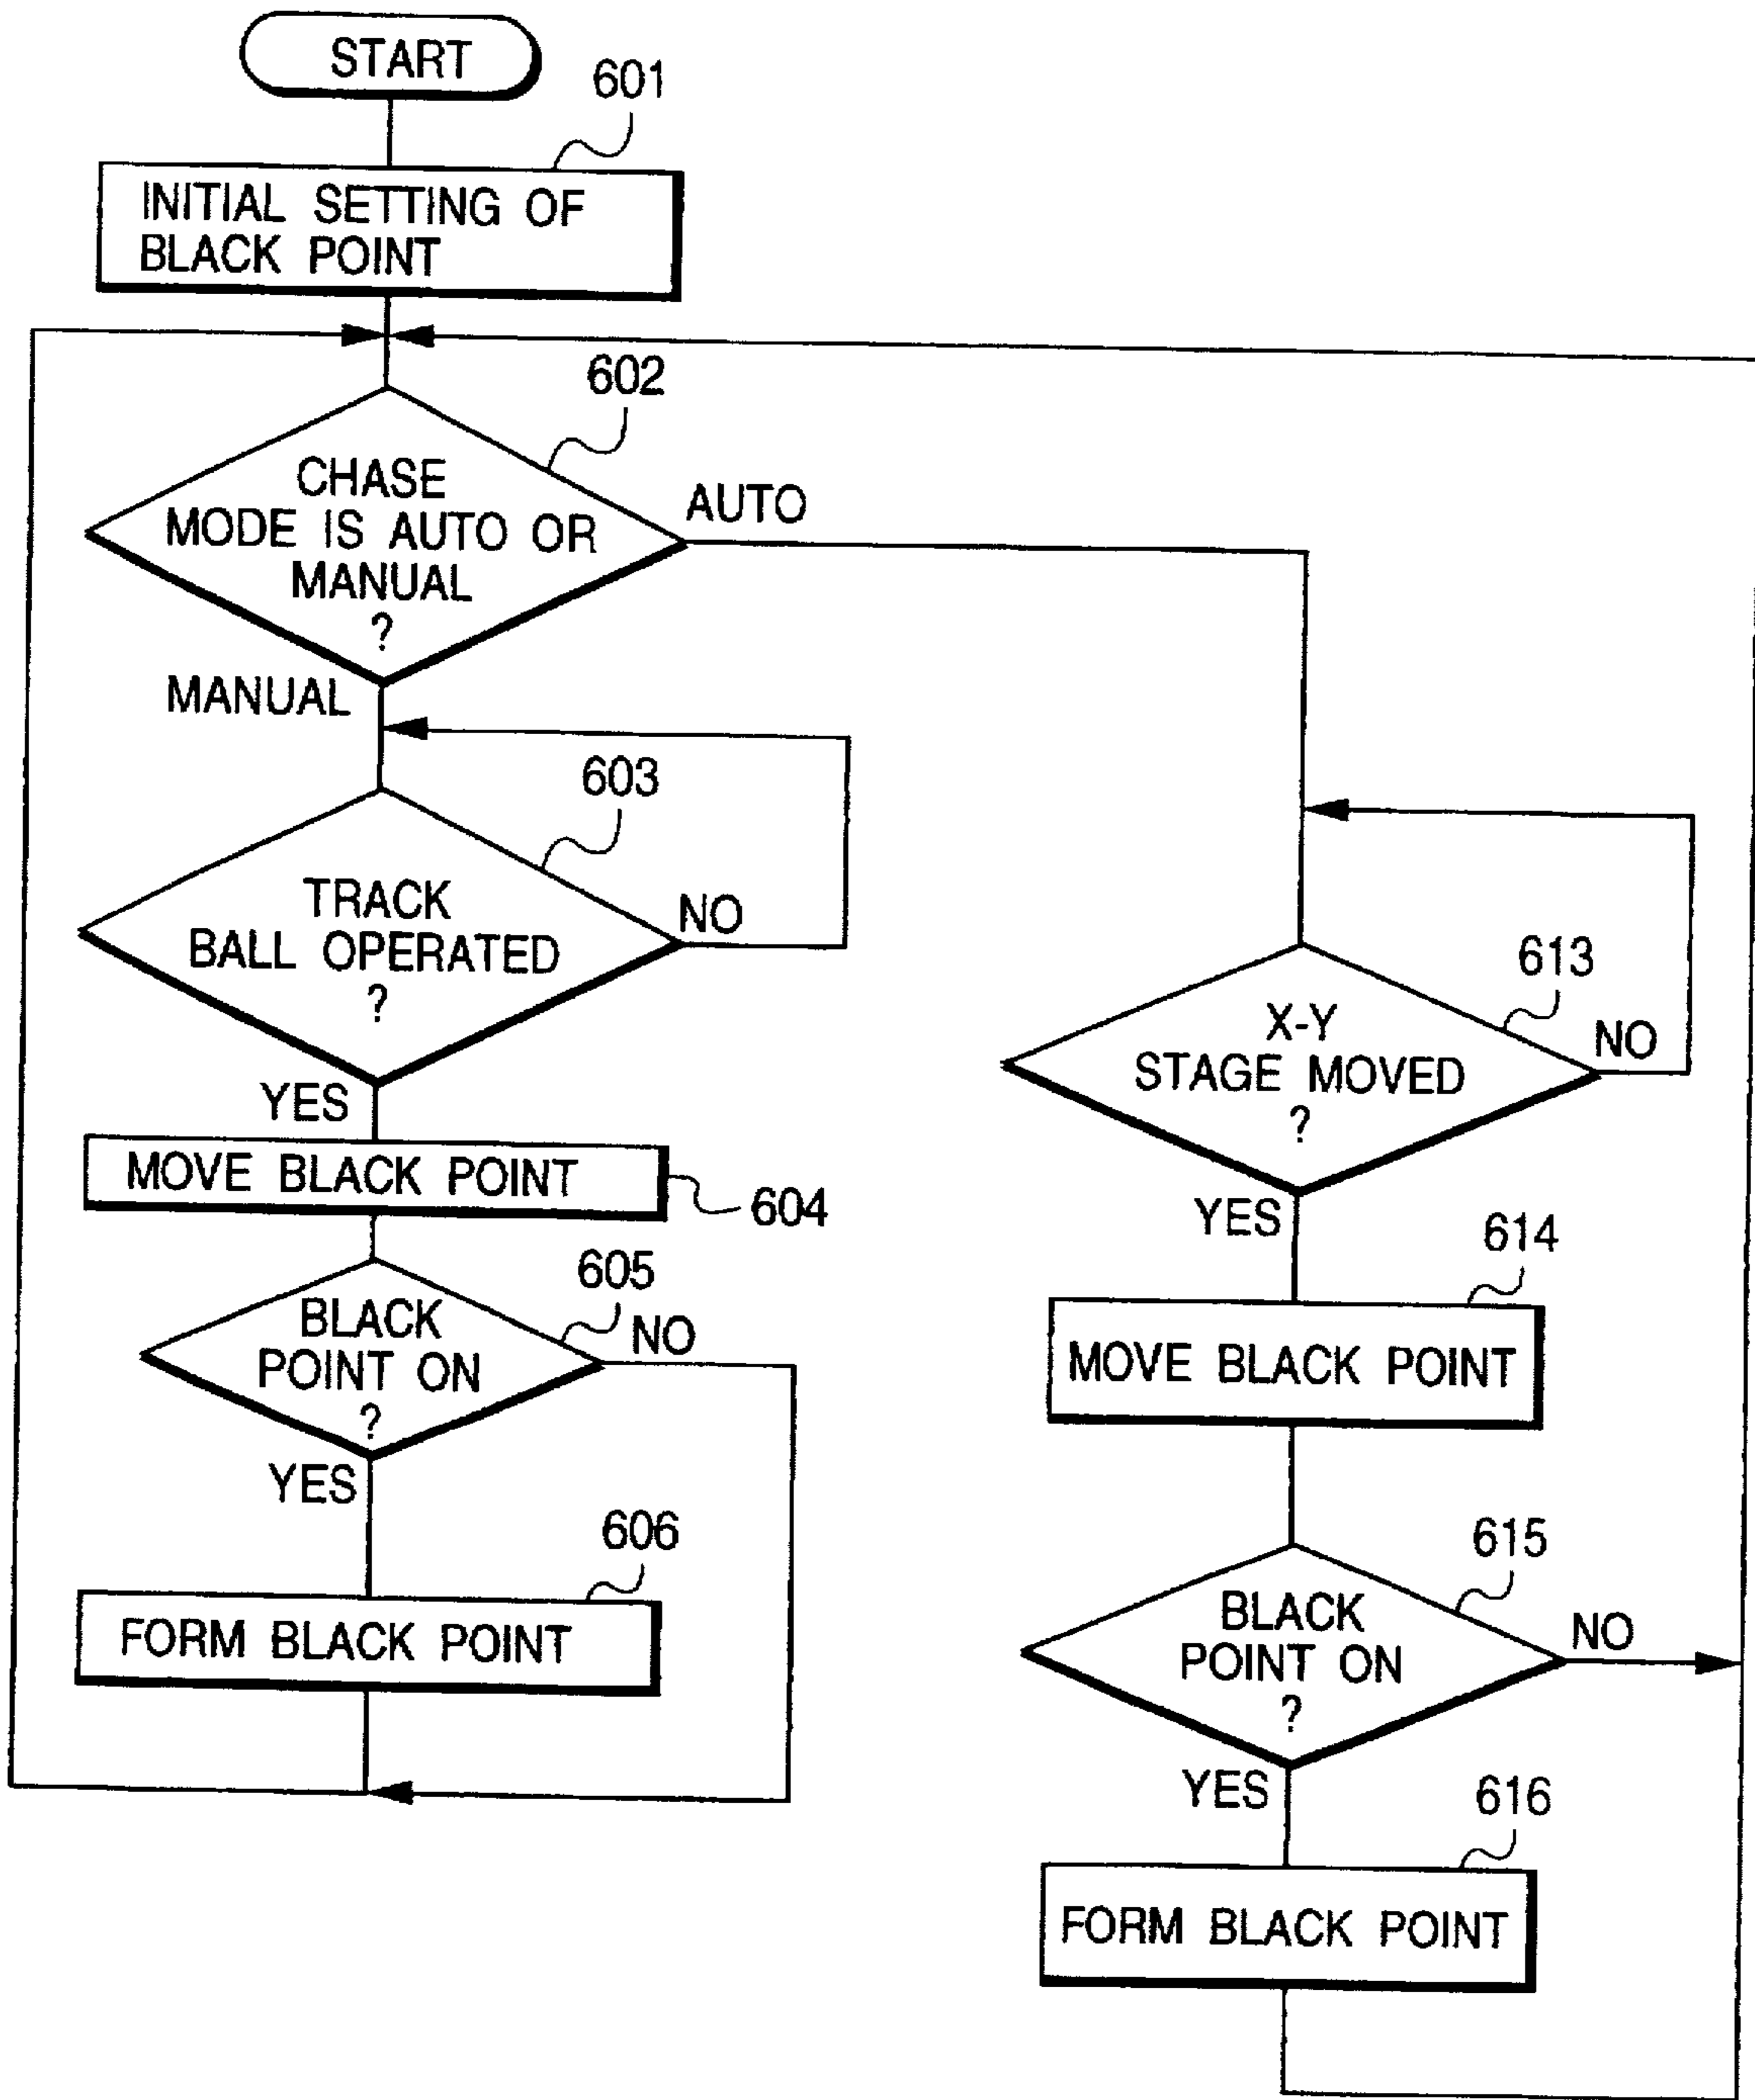 START
601
INITIAL SETTING OF
BLACK POINT
602
CHASE
MODE IS AUTO OR
MANUAL
?
AUTO
MANUAL
603
TRACK
BALL OPERATED
?
NO
YES
MOVE BLACK POINT
604
605
BLACK
POINT ON
?
NO
YES
606
FORM BLACK POINT
613
X-Y
STAGE MOVED
?
NO
YES
614
MOVE BLACK POINT
615
BLACK
POINT ON
?
NO
YES
616
FORM BLACK POINT